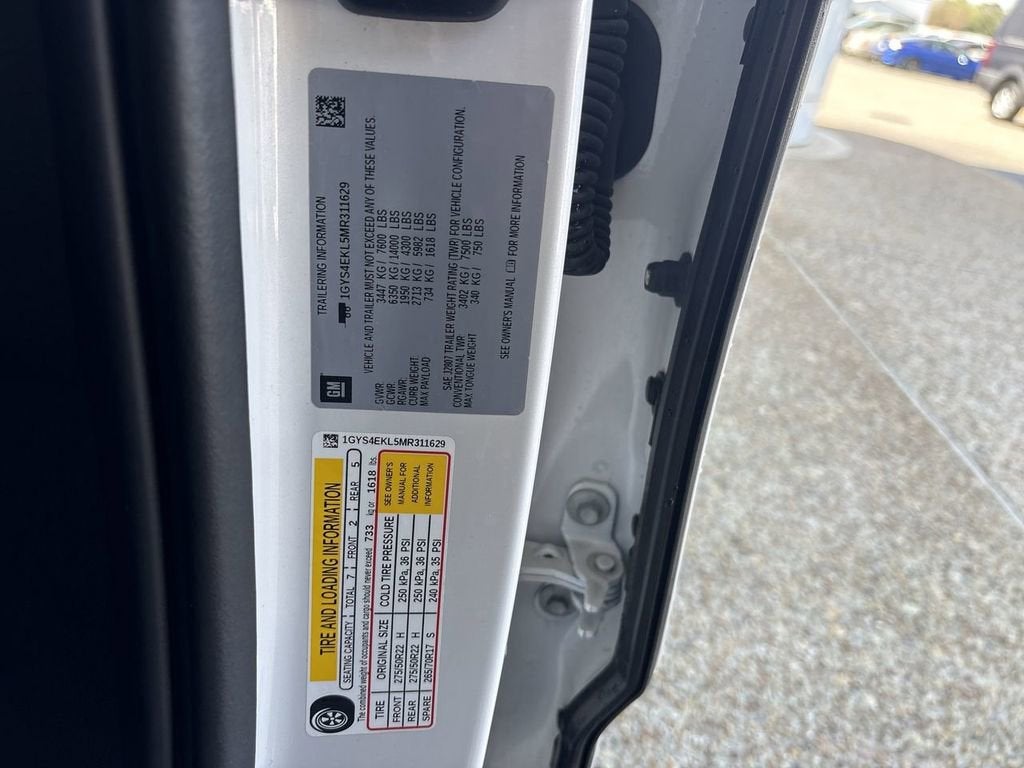 TRAILERING INFORMATION
1GYS4EKL5MR311629
VEHICLE AND TRAILER MUST NOT EXCEED ANY OF THESE VALUES.
GVWR 3447 KG/ 7600 LBS
GCWR 6350 KG/14000 LBS
RGAWR 1950 KG/ 4300 LBS
CURB WEIGHT 2713 KG/ 5982 LBS
MAX PAYLOAD 734 KG/ 1618 LBS
SAE J2807 TRAILER WEIGHT RATING (TWR) FOR VEHICLE CONFIGURATION.
CONVENTIONAL TWR 3402 KG/ 7500 LBS
MAX TONGUE WEIGHT 340 KG/ 750 LBS
SEE OWNER'S MANUAL FOR MORE INFORMATION
GM
1GYS4EKL5MR311629
TIRE AND LOADING INFORMATION
SEATING CAPACITY TOTAL 7 FRONT 2 REAR 5
The combined weight of occupants and cargo should never exceed 733 kg or 1618 lbs.
TIRE ORIGINAL SIZE COLD TIRE PRESSURE
FRONT 275/50R22 H 250 kPa, 36 PSI
REAR 275/50R22 H 250 kPa, 36 PSI
SPARE 265/70R17 S 240 kPa, 35 PSI
SEE OWNER'S
MANUAL FOR
ADDITIONAL
INFORMATION